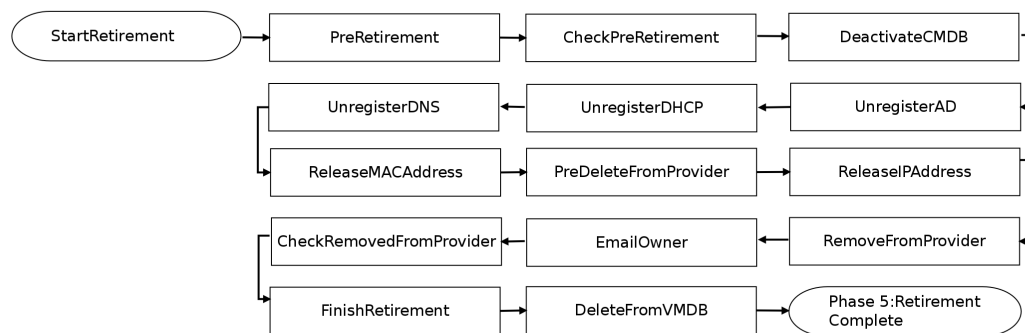 StartRetirement
PreRetirement
CheckPreRetirement
DeactivateCMDB
UnregisterDNS
UnregisterDHCP
UnregisterAD
ReleaseMACAddress
PreDeleteFromProvider
ReleaseIPAddress
CheckRemovedFromProvider
EmailOwner
RemoveFromProvider
FinishRetirement
DeleteFromVMDB
Phase 5:Retirement
Complete